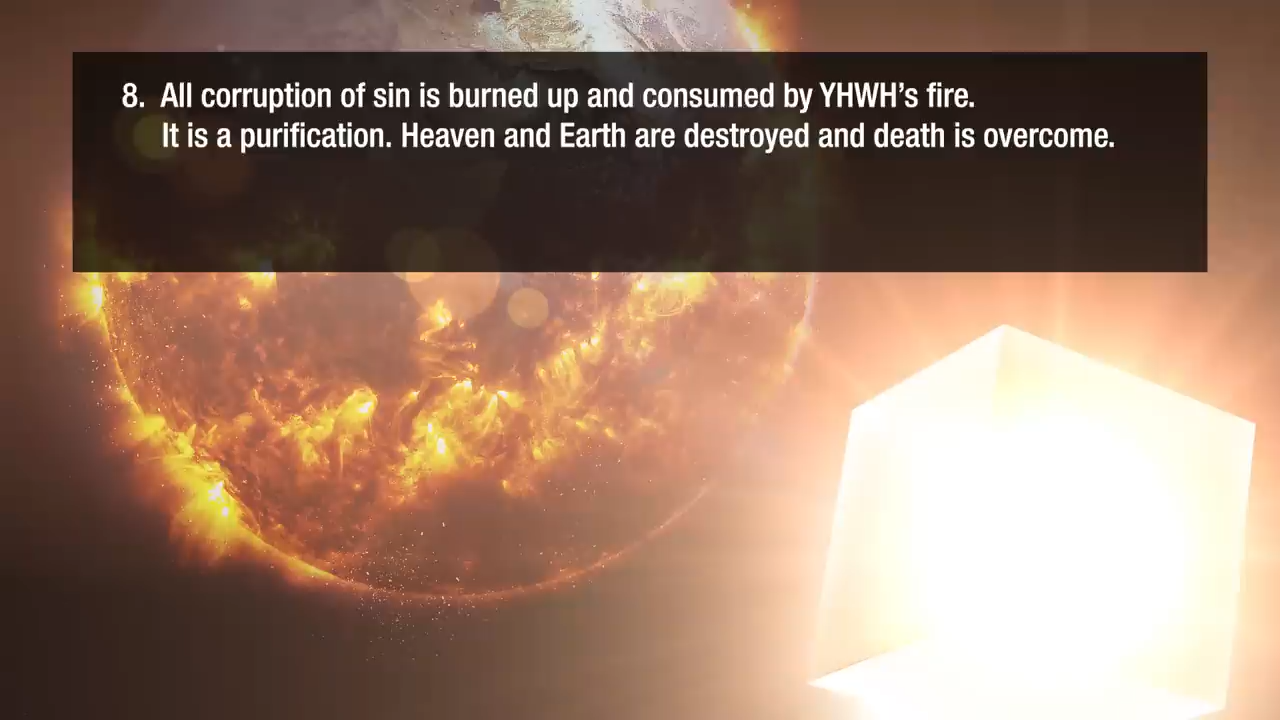 8. All corruption of sin is burned up and consumed by YHWH's fire.
It is a purification. Heaven and Earth are destroyed and death is overcome.